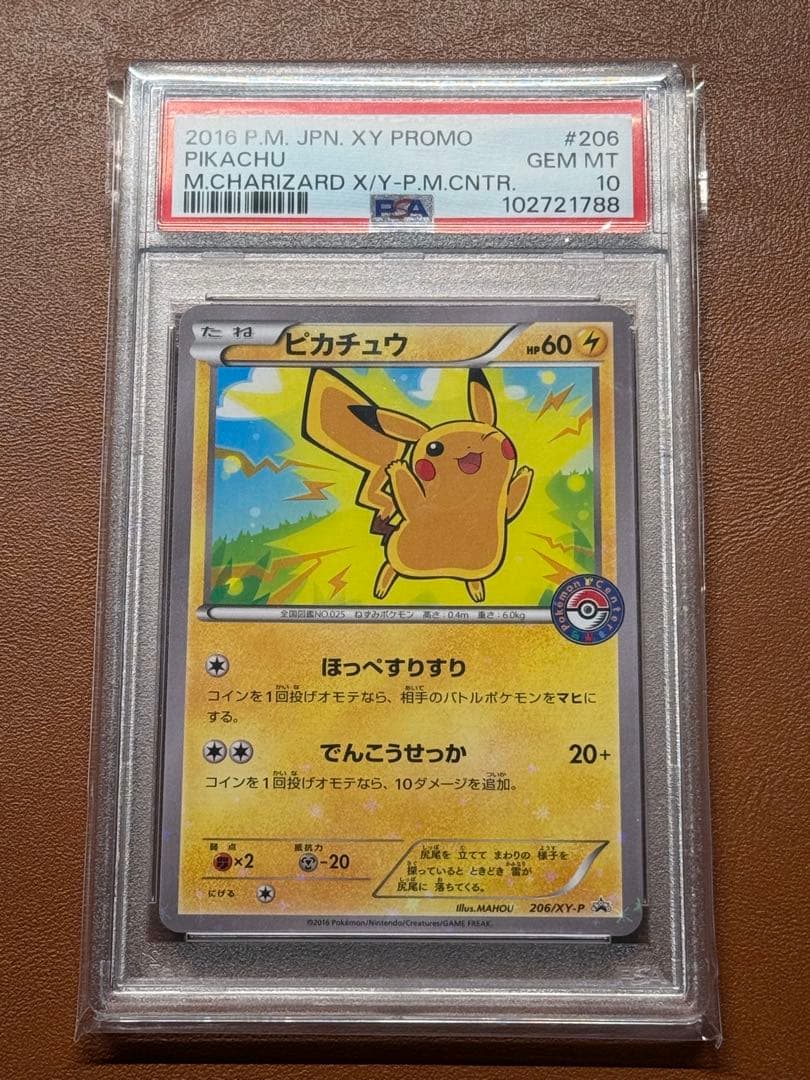 2016 P.M. JPN. XY PROMO #206
PIKACHU GEM MT
M.CHARIZARD X/Y-P.M.CNTR. 10
PSA 102721788
たね ピカチュウ HP60
Pokémon Center
全国図鑑NO.025 ねずみポケモン 高さ:0.4m 重さ:6.0kg
ほっぺすりすり
コインを1回投げオモテなら、相手のバトルポケモンをマヒに
する。
でんこうせっか 20+
コインを1回投げオモテなら、10ダメージを追加。
弱点 抵抗力
×2 -20
にげる
尻尾を 立てて まわりの 様子を
探っていると ときどき 雷が
尻尾に 落ちてくる。
Illus.MAHOU 206/XY-P
©2016 Pokémon/Nintendo/Creatures/GAME FREAK.